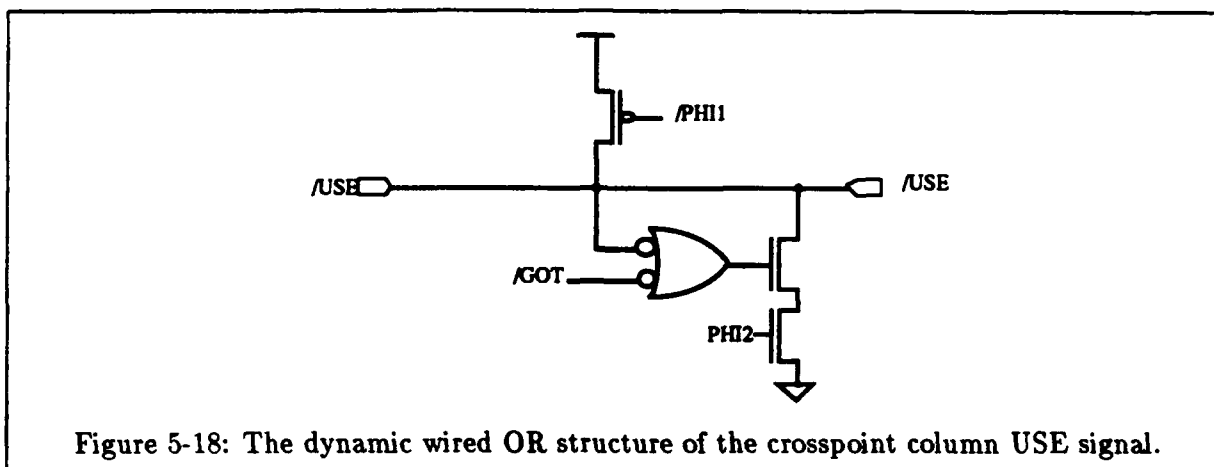 /PHI1
/USE
/USE
/GOT
PHI2
Figure 5-18: The dynamic wired OR structure of the crosspoint column USE signal.